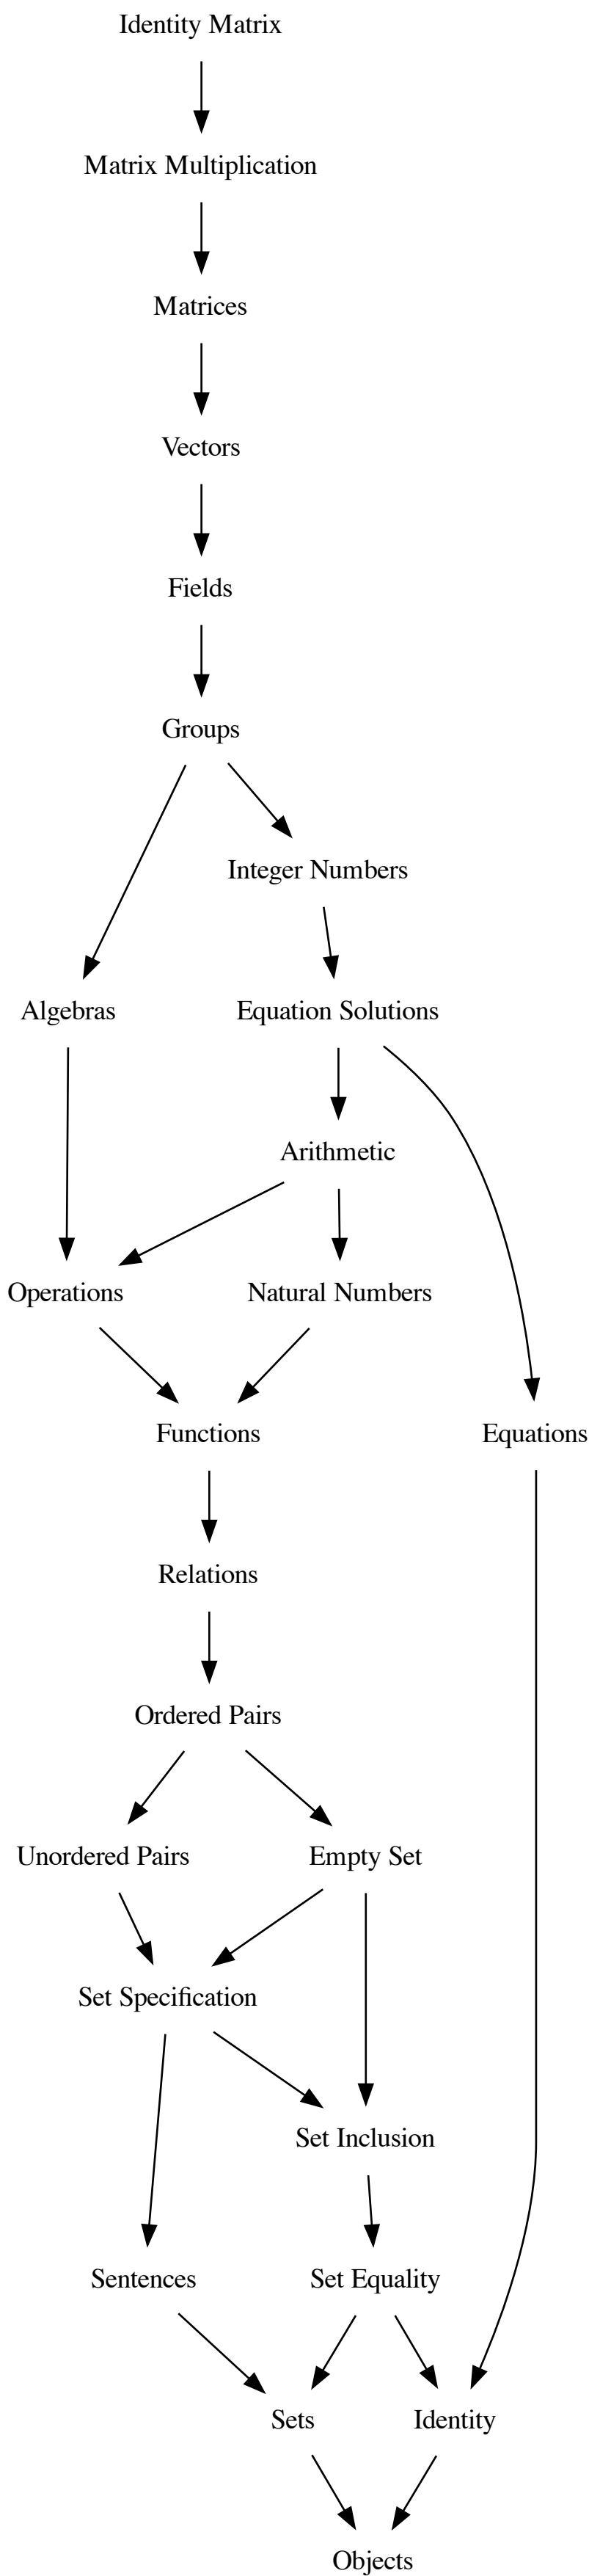 Identity Matrix
Matrix Multiplication
Matrices
Vectors
Fields
Groups
Integer Numbers
Algebras
Equation Solutions
Arithmetic
Operations
Natural Numbers
Functions
Equations
Relations
Ordered Pairs
Unordered Pairs
Empty Set
Set Specification
Set Inclusion
Sentences
Set Equality
Sets
Identity
Objects